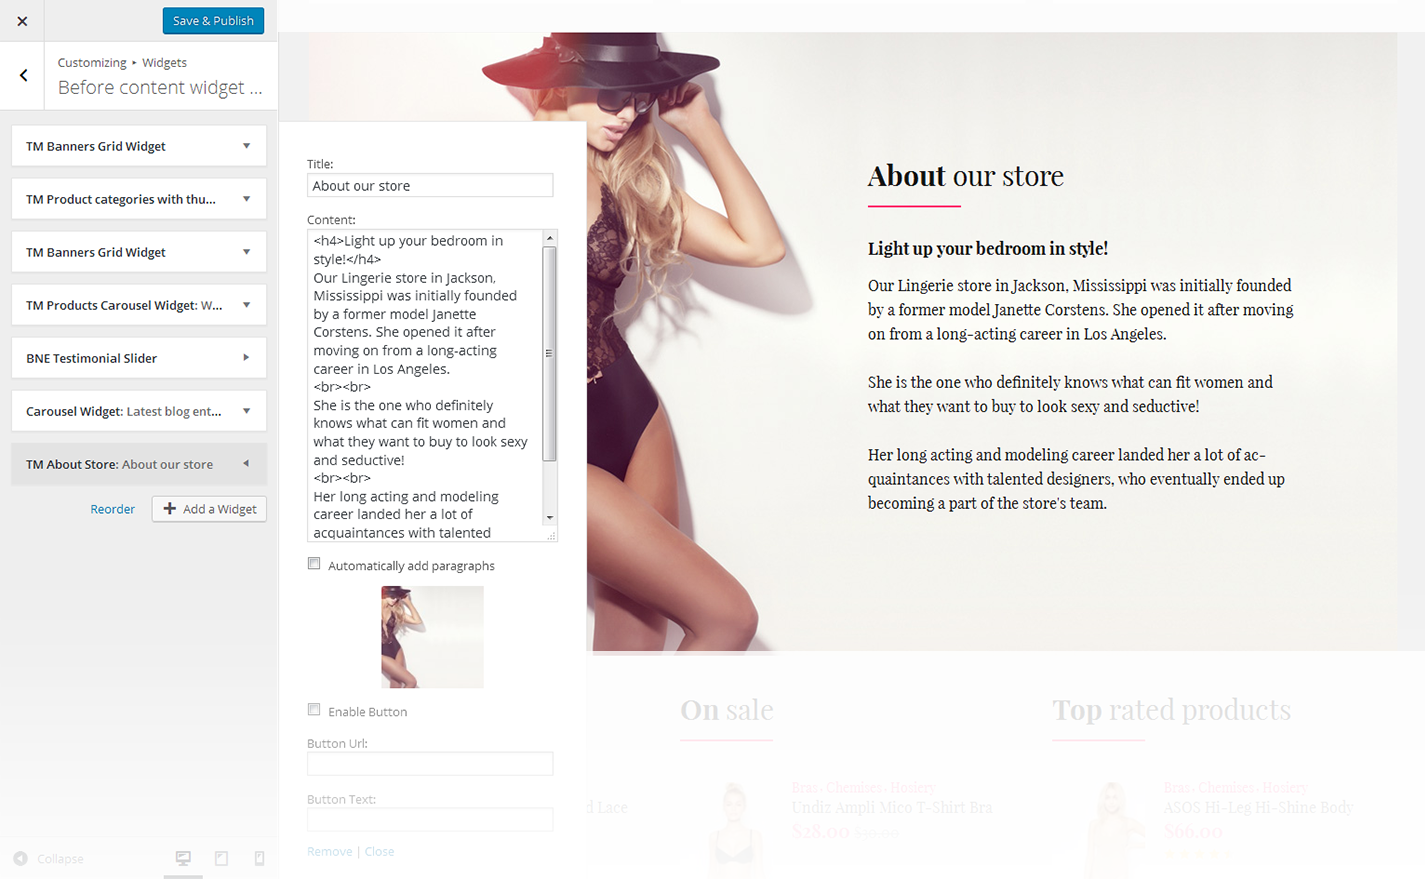 Save & Publish
Customizing ▸ Widgets
Before content widget ...
TM Banners Grid Widget
TM Product categories with thu...
TM Banners Grid Widget
TM Products Carousel Widget: W...
BNE Testimonial Slider
Carousel Widget: Latest blog ent...
TM About Store: About our store
Reorder
Add a Widget
Collapse
Title:
About our store
Content:
<h4>Light up your bedroom in
style!</h4>
Our Lingerie store in Jackson,
Mississippi was initially founded
by a former model Janette
Corstens. She opened it after
moving on from a long-acting
career in Los Angeles.
<br><br>
She is the one who definitely
knows what can fit women and
what they want to buy to look sexy
and seductive!
<br><br>
Her long acting and modeling
career landed her a lot of
acquaintances with talented
Automatically add paragraphs
Enable Button
Button Url:
Button Text:
Remove | Close
About our store
Light up your bedroom in style!
Our Lingerie store in Jackson, Mississippi was initially founded
by a former model Janette Corstens. She opened it after moving
on from a long-acting career in Los Angeles.
She is the one who definitely knows what can fit women and
what they want to buy to look sexy and seductive!
Her long acting and modeling career landed her a lot of ac-
quaintances with talented designers, who eventually ended up
becoming a part of the store's team.
On sale
Lace
Bras · Chemises · Hosiery
Undiz Ampli Mico T-Shirt Bra
$28.00
Top rated products
Bras · Chemises · Hosiery
ASOS Hi-Leg Hi-Shine Body
$66.00